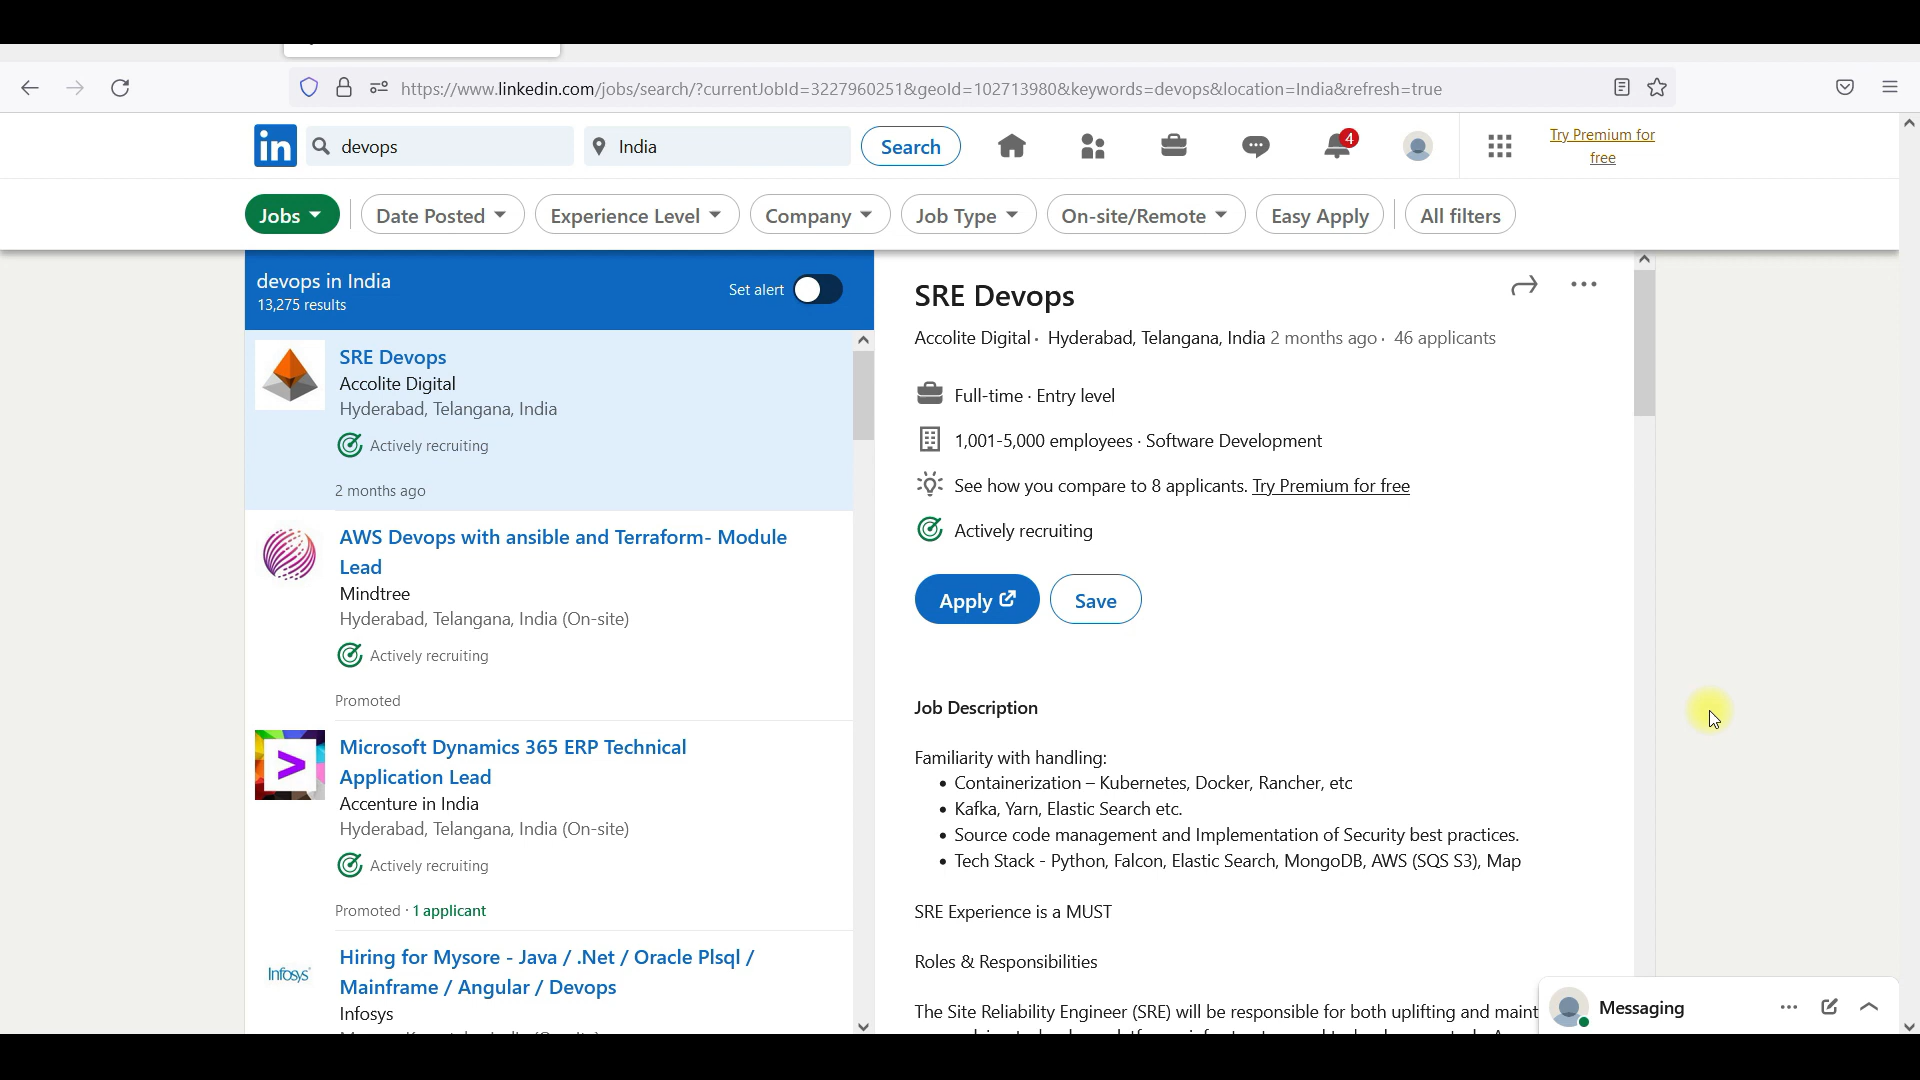 https://www.linkedin.com/jobs/search/?currentJobId=3227960251&geoId=102713980&keywords=devops&location=India&refresh=true
in
devops
India
Search
4
Try Premium for
free
Jobs
Date Posted
Experience Level
Company
Job Type
On-site/Remote
Easy Apply
All filters
devops in India
13,275 results
Set alert
SRE Devops
Accolite Digital
Hyderabad, Telangana, India
Actively recruiting
2 months ago
AWS Devops with ansible and Terraform- Module
Lead
Mindtree
Hyderabad, Telangana, India (On-site)
Actively recruiting
Promoted
Microsoft Dynamics 365 ERP Technical
Application Lead
Accenture in India
Hyderabad, Telangana, India (On-site)
Actively recruiting
Promoted · 1 applicant
Infosys
Hiring for Mysore - Java / .Net / Oracle Plsql /
Mainframe / Angular / Devops
Infosys
SRE Devops
Accolite Digital · Hyderabad, Telangana, India 2 months ago · 46 applicants
Full-time · Entry level
1,001-5,000 employees · Software Development
See how you compare to 8 applicants. Try Premium for free
Actively recruiting
Apply
Save
Job Description
Familiarity with handling:
• Containerization – Kubernetes, Docker, Rancher, etc
• Kafka, Yarn, Elastic Search etc.
• Source code management and Implementation of Security best practices.
• Tech Stack - Python, Falcon, Elastic Search, MongoDB, AWS (SQS S3), Map
SRE Experience is a MUST
Roles & Responsibilities
The Site Reliability Engineer (SRE) will be responsible for both uplifting and maint
Messaging